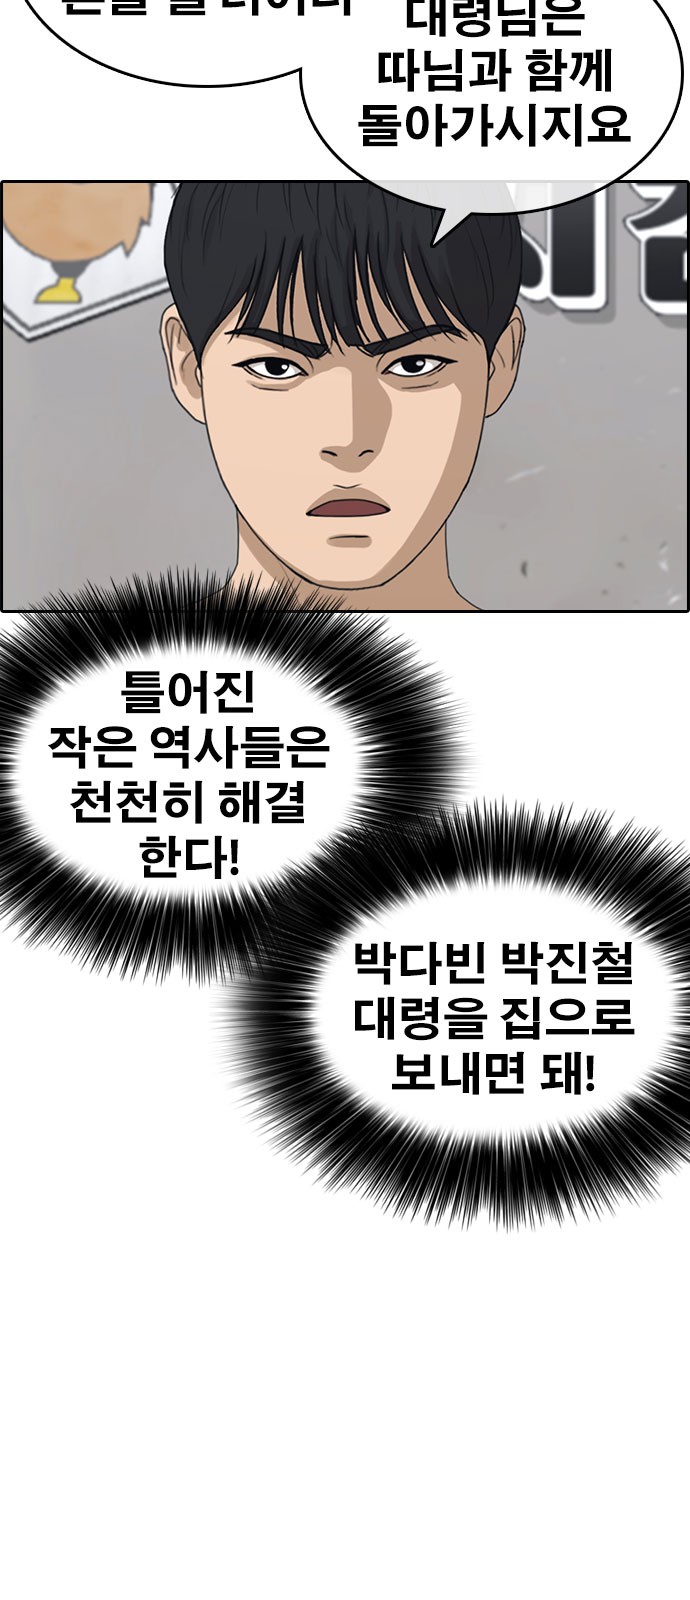 대령님은
따님과 함께
돌아가시지요
틀어진
작은 역사들은
천천히 해결
한다!
박다빈 박진철
대령을 집으로
보내면 돼!